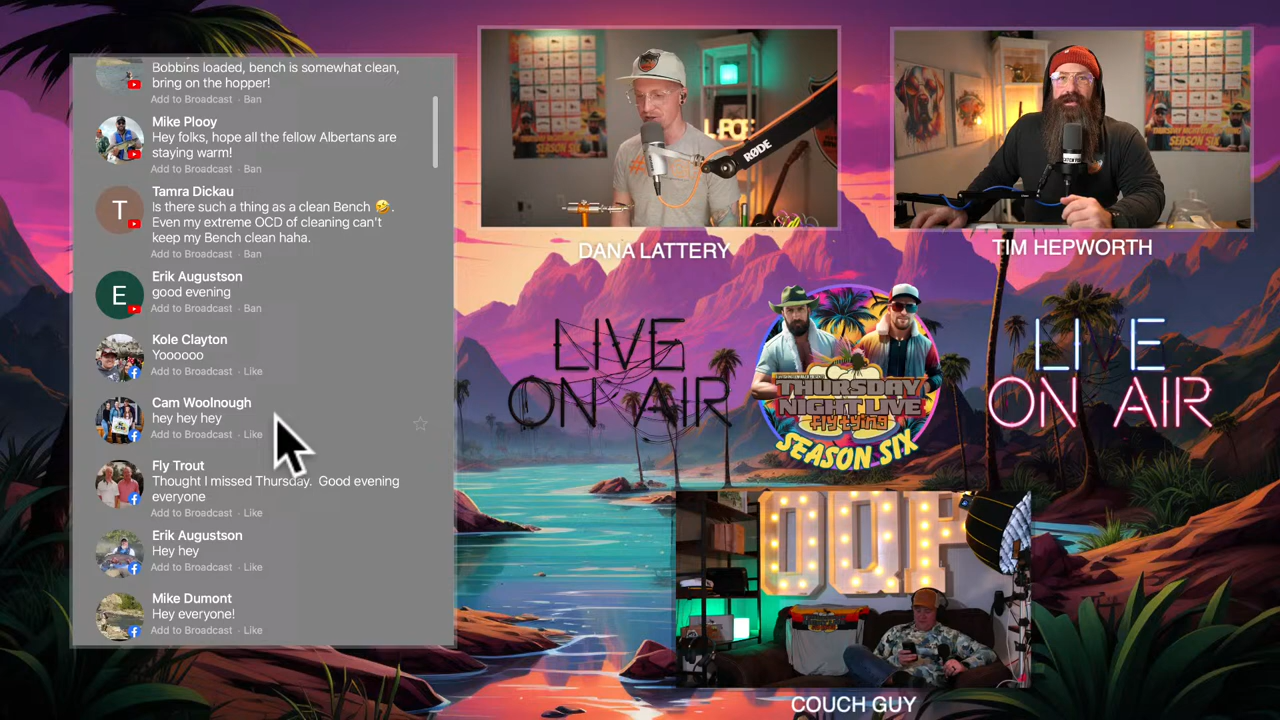 Bobbins loaded, bench is somewhat clean,
bring on the hopper!
Add to Broadcast · Ban
Mike Plooy
Hey folks, hope all the fellow Albertans are
staying warm!
Add to Broadcast · Ban
T
Tamra Dickau
Is there such a thing as a clean Bench 🤣.
Even my extreme OCD of cleaning can't
keep my Bench clean haha.
Add to Broadcast · Ban
E
Erik Augustson
good evening
Add to Broadcast · Ban
Kole Clayton
Yoooooo
Add to Broadcast · Like
Cam Woolnough
hey hey hey
Add to Broadcast · Like
Fly Trout
Thought I missed Thursday. Good evening
everyone
Add to Broadcast · Like
Erik Augustson
Hey hey
Add to Broadcast · Like
Mike Dumont
Hey everyone!
Add to Broadcast · Like
RØDE
SEASON SIX
DANA LATTERY
TIM HEPWORTH
LIVE
ON AIR
THURSDAY
NIGHT LIVE
fly tying
SEASON SIX
LIVE
ON AIR
COUCH GUY